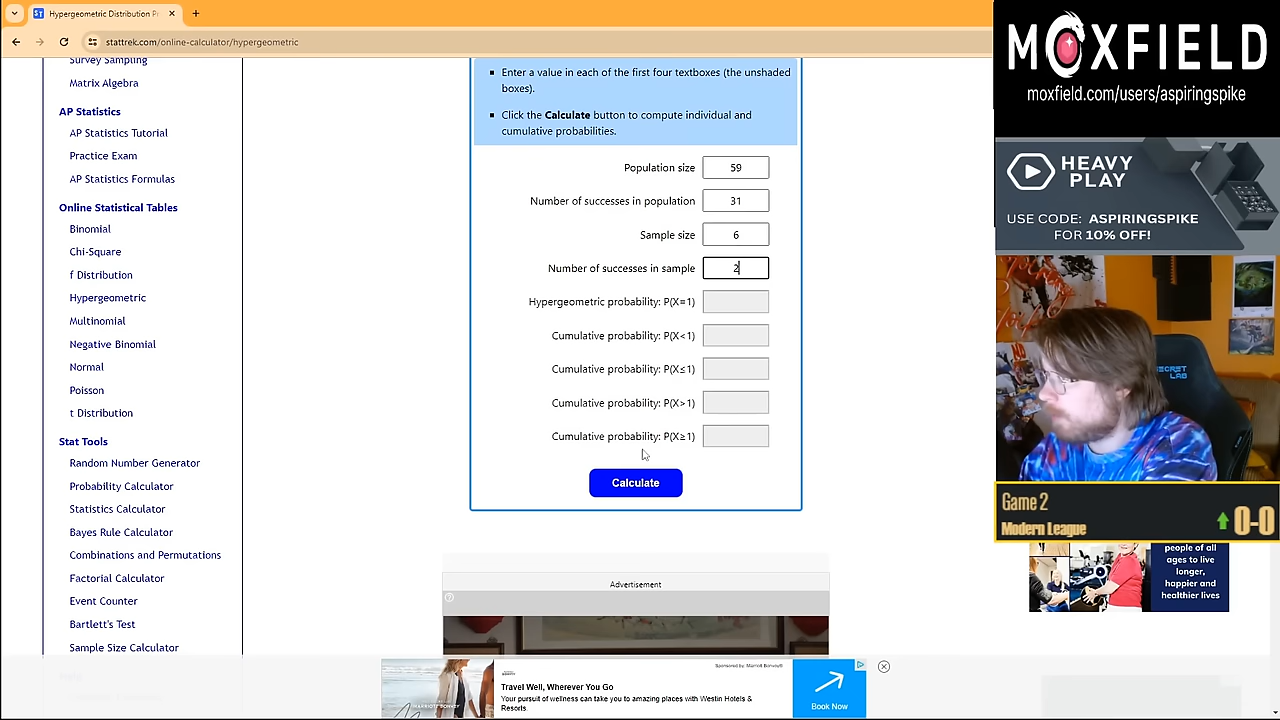 Hypergeometric Distribution P
stattrek.com/online-calculator/hypergeometric
Survey Sampling
Matrix Algebra
AP Statistics
AP Statistics Tutorial
Practice Exam
AP Statistics Formulas
Online Statistical Tables
Binomial
Chi-Square
f Distribution
Hypergeometric
Multinomial
Negative Binomial
Normal
Poisson
t Distribution
Stat Tools
Random Number Generator
Probability Calculator
Statistics Calculator
Bayes Rule Calculator
Combinations and Permutations
Factorial Calculator
Event Counter
Bartlett's Test
Sample Size Calculator
Enter a value in each of the first four textboxes (the unshaded
boxes).
Click the Calculate button to compute individual and
cumulative probabilities.
Population size 59
Number of successes in population 31
Sample size 6
Number of successes in sample 2
Hypergeometric probability: P(X=1)
Cumulative probability: P(X<1)
Cumulative probability: P(X≤1)
Cumulative probability: P(X>1)
Cumulative probability: P(X≥1)
Calculate
Advertisement
Sponsored by: Marriott Bonvoy®
Travel Well, Wherever You Go
Your pursuit of wellness can take you to amazing places with Westin Hotels &
Resorts.
Book Now
MOXFIELD
moxfield.com/users/aspiringspike
HEAVY
PLAY
USE CODE: ASPIRINGSPIKE
FOR 10% OFF!
SECRET
LAB
Game 2
Modern League
0-0
people of all
ages to live
longer,
happier and
healthier lives